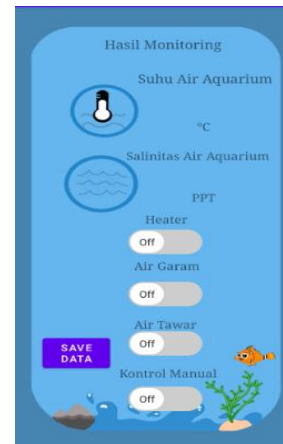 Hasil Monitoring
Suhu Air Aquarium
°C
Salinitas Air Aquarium
PPT
Heater
Off
Air Garam
Off
Air Tawar
Off
SAVE
DATA
Kontrol Manual
Off